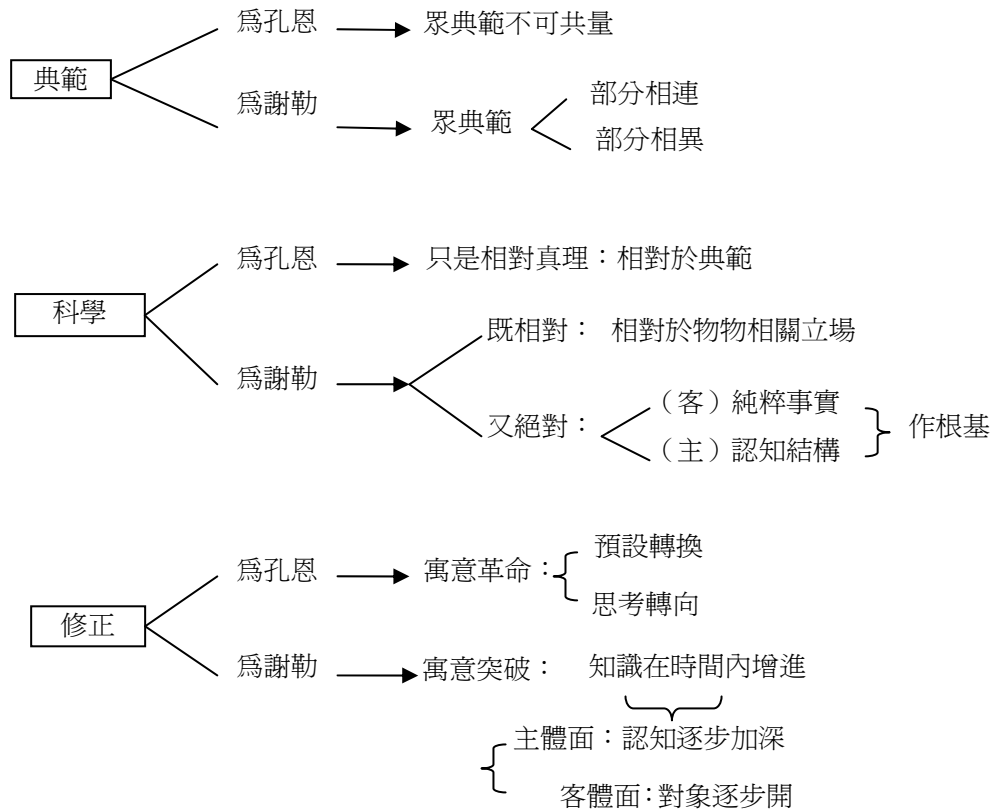 爲孔恩 眾典範不可共量
典範
爲謝勒 眾典範 部分相連
部分相異
爲孔恩 只是相對真理：相對於典範
科學
既相對： 相對於物物相關立場
爲謝勒
又絕對： （客）純粹事實
（主）認知結構 作根基
爲孔恩 寓意革命： 預設轉換
思考轉向
修正
爲謝勒 寓意突破： 知識在時間內增進
主體面：認知逐步加深
客體面：對象逐步開